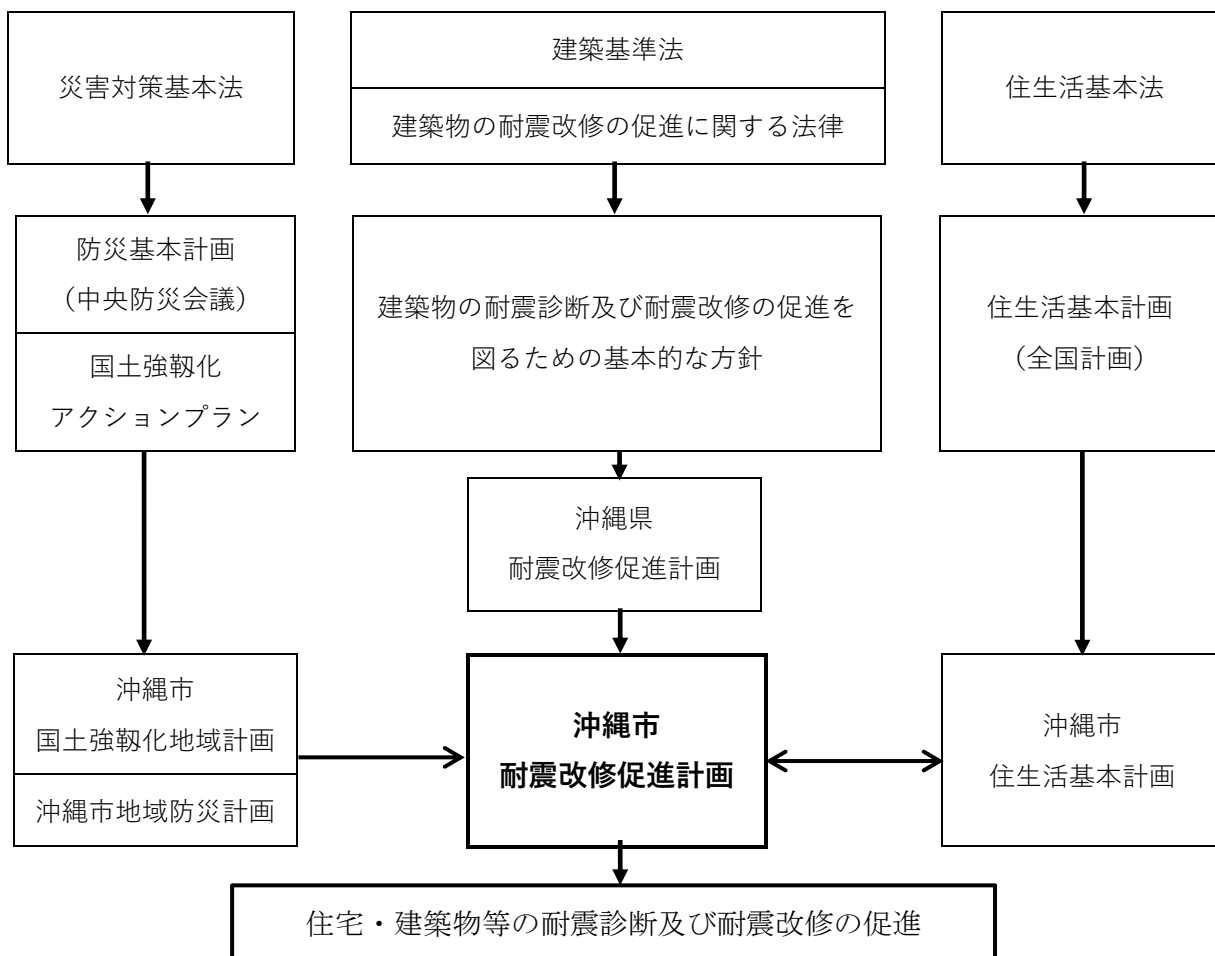 災害対策基本法
建築基準法
建築物の耐震改修の促進に関する法律
住生活基本法
防災基本計画
(中央防災会議)
国土強靱化
アクションプラン
建築物の耐震診断及び耐震改修の促進を
図るための基本的な方針
住生活基本計画
(全国計画)
沖縄県
耐震改修促進計画
沖縄市
国土強靱化地域計画
沖縄市地域防災計画
沖縄市
耐震改修促進計画
沖縄市
住生活基本計画
住宅・建築物等の耐震診断及び耐震改修の促進